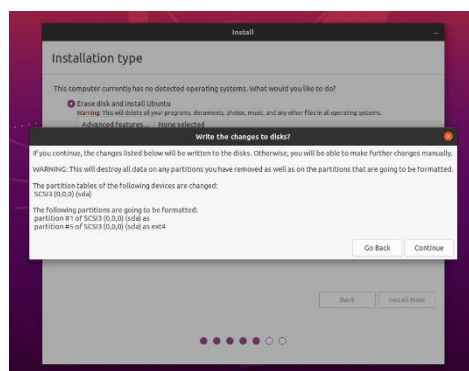 Install
Installation type
This computer currently has no detected operating systems. What would you like to do?
Erase disk and install Ubuntu
Warning: This will delete all your programs, documents, photos, music, and any other files in all operating systems.
Advanced features... None selected
Write the changes to disks?
If you continue, the changes listed below will be written to the disks. Otherwise, you will be able to make further changes manually.
WARNING: This will destroy all data on any partitions you have removed as well as on the partitions that are going to be formatted.
The partition tables of the following devices are changed:
SCSI3 (0,0,0) (sda)
The following partitions are going to be formatted:
partition #1 of SCSI3 (0,0,0) (sda) as
partition #5 of SCSI3 (0,0,0) (sda) as ext4
Go Back Continue
Back Install Now